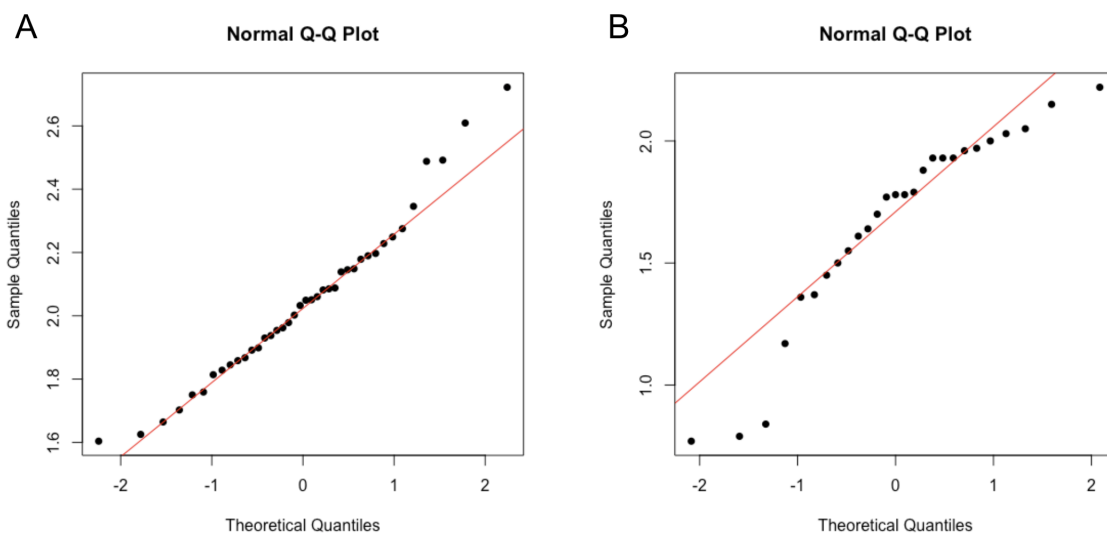 A
Normal Q-Q Plot
Sample Quantiles
2.6
2.4
2.2
2.0
1.8
1.6
-2 -1 0 1 2
Theoretical Quantiles
B
Normal Q-Q Plot
Sample Quantiles
2.0
1.5
1.0
-2 -1 0 1 2
Theoretical Quantiles